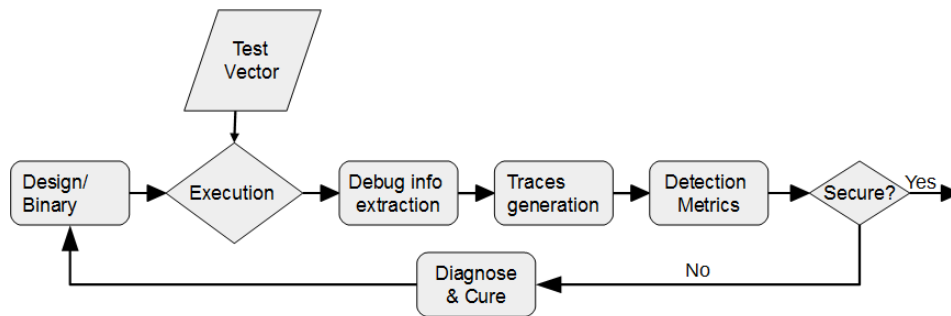 Test
Vector
Design/
Binary
Execution
Debug info
extraction
Traces
generation
Detection
Metrics
Secure?
Yes
No
Diagnose
& Cure